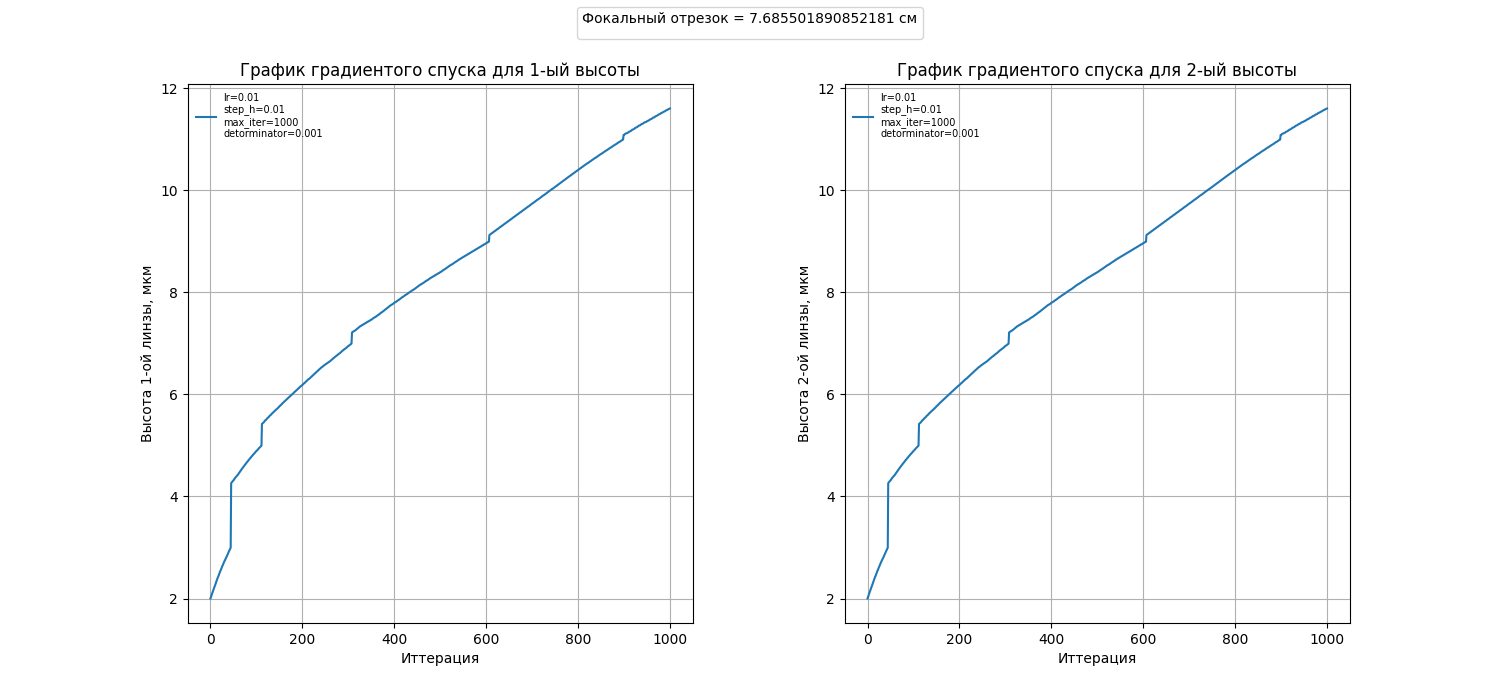 Фокальный отрезок = 7.685501890852181 см
График градиентого спуска для 1-ый высоты
lr=0.01
step_h=0.01
max_iter=1000
detorminator=0.001
12
10
8
6
4
2
Высота 1-ой линзы, мкм
0 200 400 600 800 1000
Иттерация
График градиентого спуска для 2-ый высоты
lr=0.01
step_h=0.01
max_iter=1000
detorminator=0.001
12
10
8
6
4
2
Высота 2-ой линзы, мкм
0 200 400 600 800 1000
Иттерация